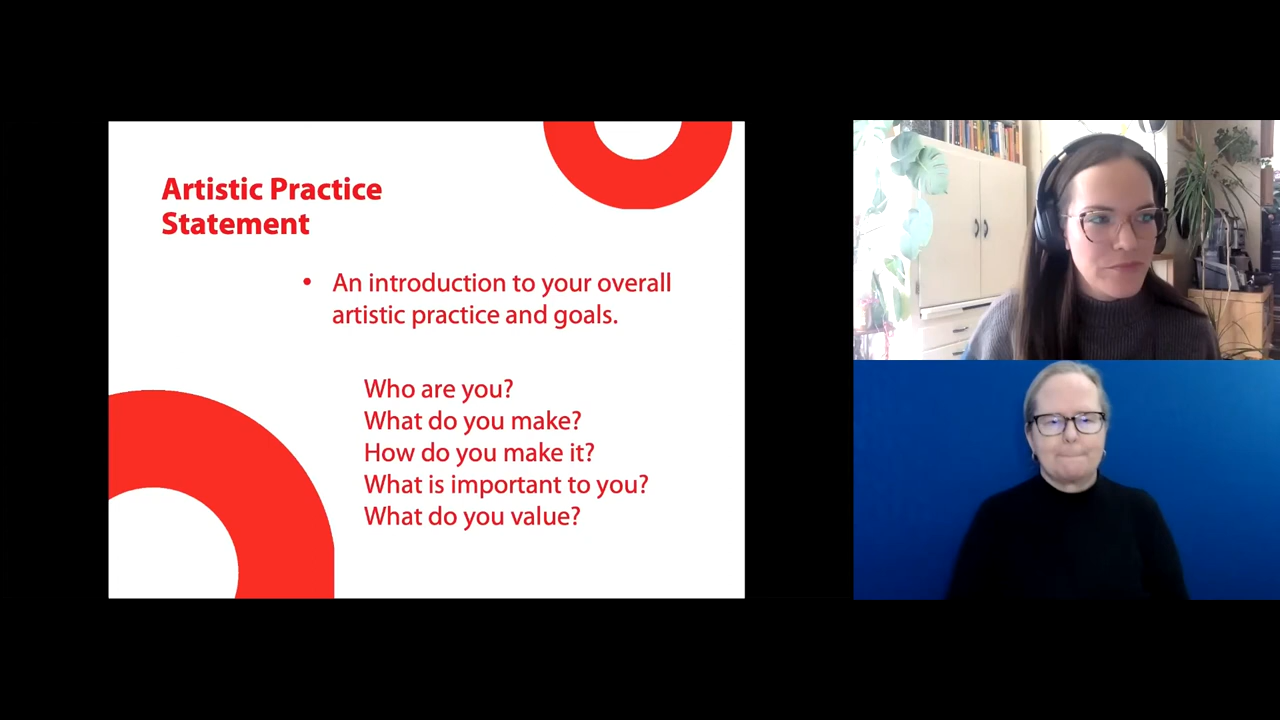 Artistic Practice
Statement
• An introduction to your overall
artistic practice and goals.
Who are you?
What do you make?
How do you make it?
What is important to you?
What do you value?